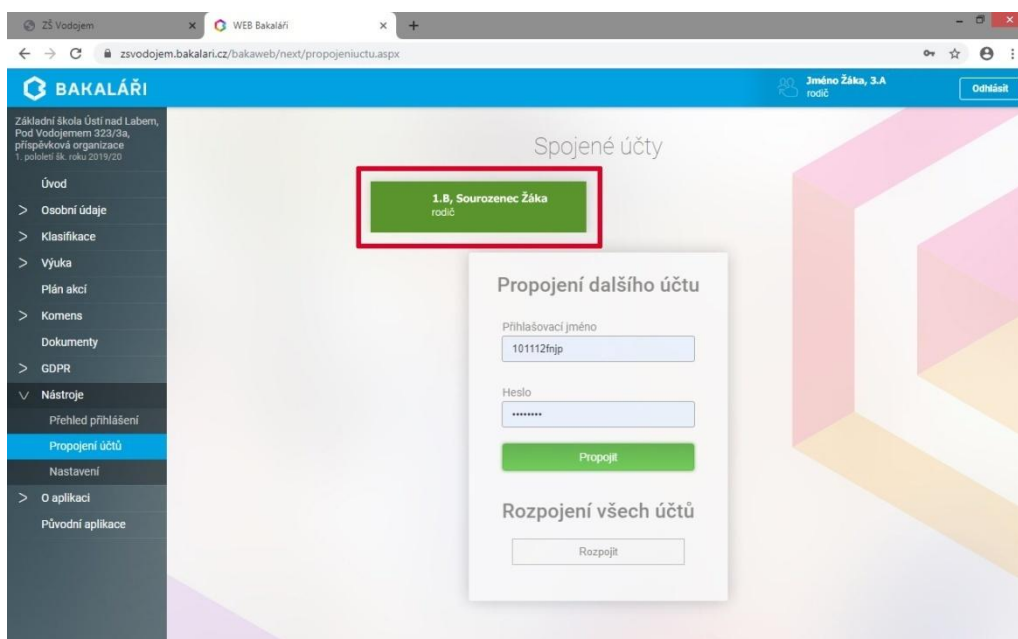 ZŠ Vodojem
WEB Bakaláři
zsvodojem.bakalari.cz/bakaweb/next/propojeniuctu.aspx
BAKALÁŘI
Jméno Žáka, 3.A
rodič
Odhlásit
Základní škola Ústí nad Labem,
Pod Vodojemem 323/3a,
příspěvková organizace
1. pololetí šk. roku 2019/20
Úvod
Osobní údaje
Klasifikace
Výuka
Plán akcí
Komens
Dokumenty
GDPR
Nástroje
Přehled přihlášení
Propojení účtů
Nastavení
O aplikaci
Původní aplikace
Spojené účty
1.B, Sourozenec Žáka
rodič
Propojení dalšího účtu
Přihlašovací jméno
101112fnjp
Heslo
••••••••
Propojit
Rozpojení všech účtů
Rozpojit